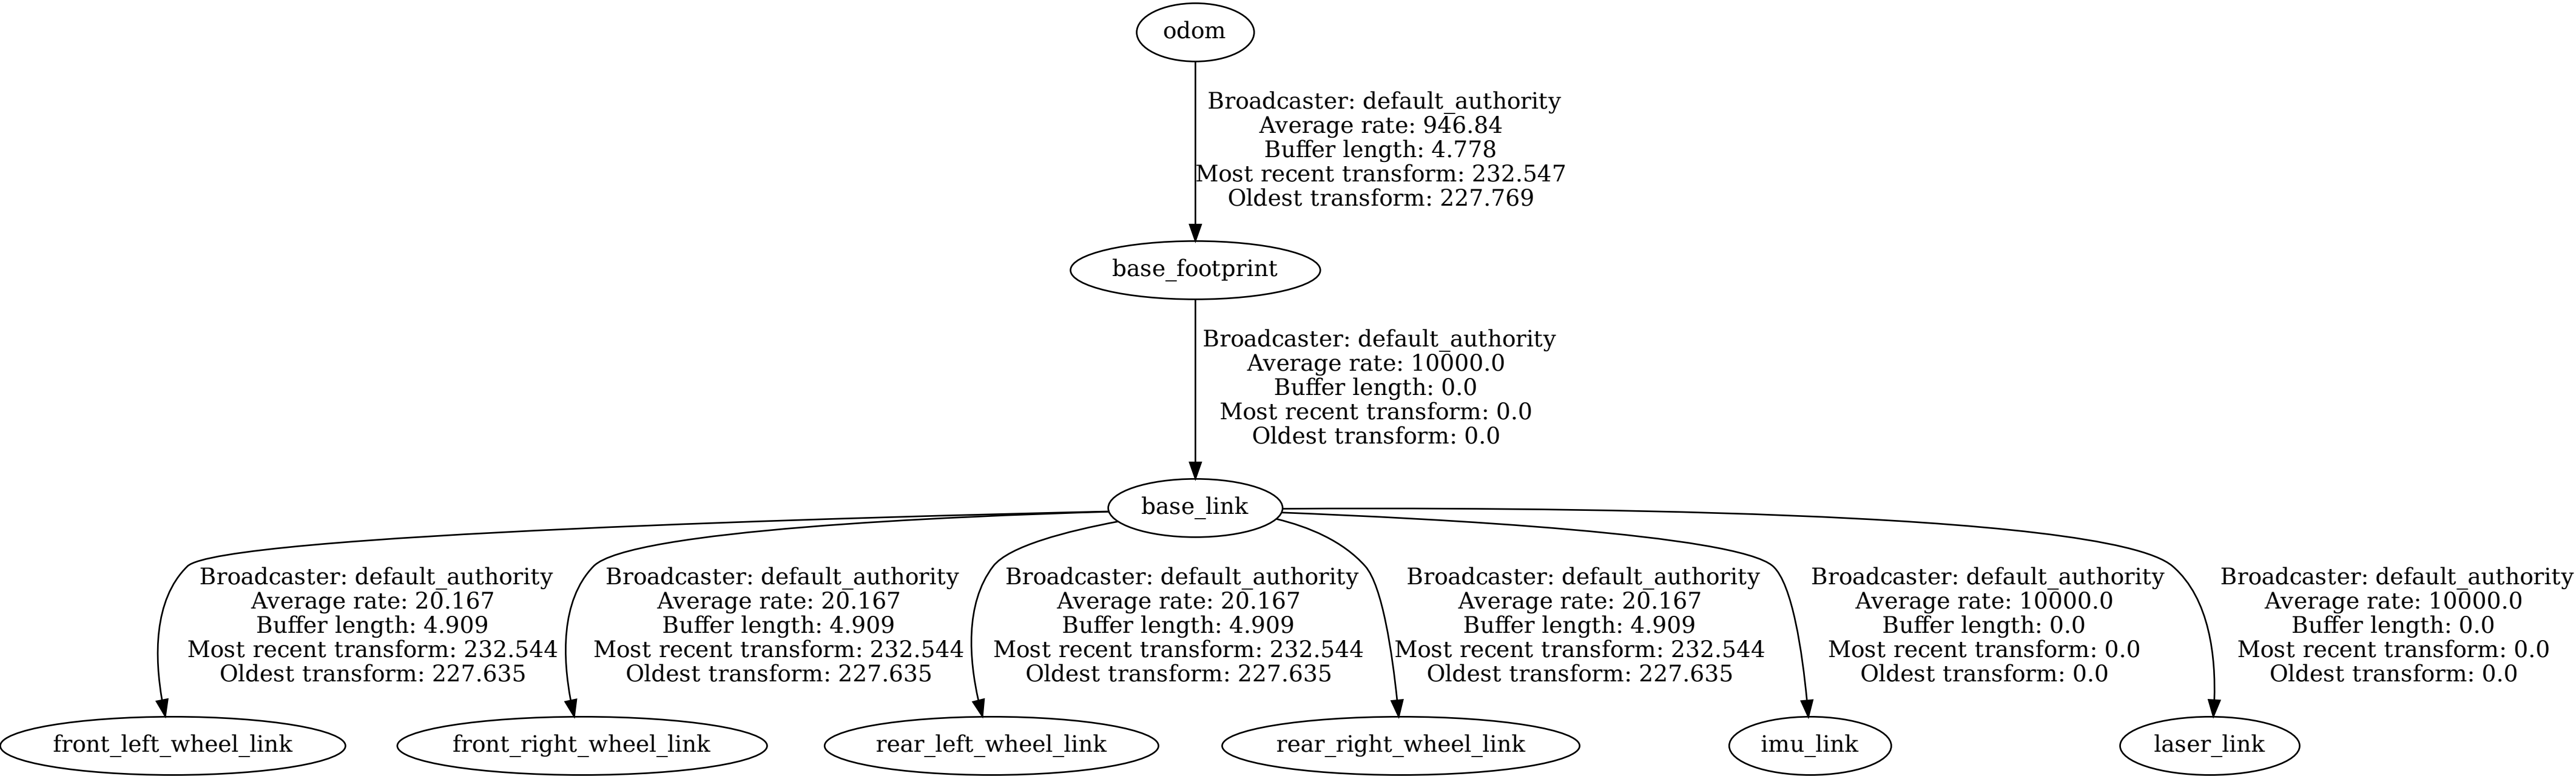 odom
Broadcaster: default_authority
Average rate: 946.84
Buffer length: 4.778
Most recent transform: 232.547
Oldest transform: 227.769
base_footprint
Broadcaster: default_authority
Average rate: 10000.0
Buffer length: 0.0
Most recent transform: 0.0
Oldest transform: 0.0
base_link
Broadcaster: default_authority
Average rate: 20.167
Buffer length: 4.909
Most recent transform: 232.544
Oldest transform: 227.635
Broadcaster: default_authority
Average rate: 20.167
Buffer length: 4.909
Most recent transform: 232.544
Oldest transform: 227.635
Broadcaster: default_authority
Average rate: 20.167
Buffer length: 4.909
Most recent transform: 232.544
Oldest transform: 227.635
Broadcaster: default_authority
Average rate: 20.167
Buffer length: 4.909
Most recent transform: 232.544
Oldest transform: 227.635
Broadcaster: default_authority
Average rate: 10000.0
Buffer length: 0.0
Most recent transform: 0.0
Oldest transform: 0.0
Broadcaster: default_authority
Average rate: 10000.0
Buffer length: 0.0
Most recent transform: 0.0
Oldest transform: 0.0
front_left_wheel_link
front_right_wheel_link
rear_left_wheel_link
rear_right_wheel_link
imu_link
laser_link